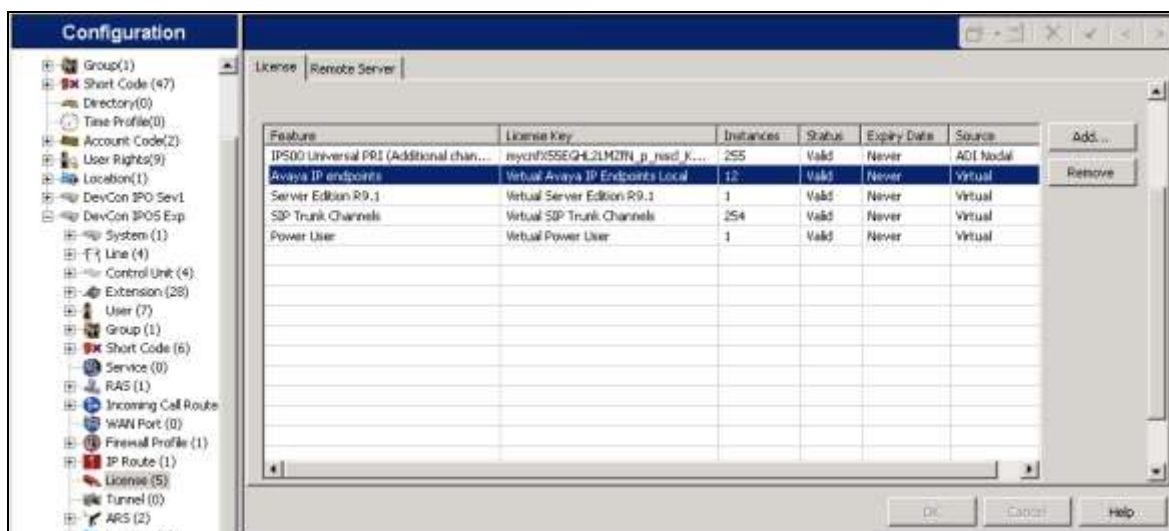 Configuration
Group(1)
Short Code (47)
Directory(0)
Time Profile(0)
Account Code(2)
User Rights(9)
Location(1)
DevCon IPO Sev1
DevCon IPOS Exp
System (1)
Line (4)
Control Unit (4)
Extension (28)
User (7)
Group (1)
Short Code (6)
Service (0)
RAS (1)
Incoming Call Route
WAN Port (0)
Firewall Profile (1)
IP Route (1)
License (5)
Tunnel (0)
ARS (2)
License Remote Server
Feature License Key Instances Status Expiry Date Source
IP500 Universal PRI (Additional chan... 255 Valid Never ADI Nodal
Avaya IP endpoints Virtual Avaya IP Endpoints Local 12 Valid Never Virtual
Server Edition R9.1 Virtual Server Edition R9.1 1 Valid Never Virtual
SIP Trunk Channels Virtual SIP Trunk Channels 254 Valid Never Virtual
Power User Virtual Power User 1 Valid Never Virtual
Add...
Remove
OK Cancel Help